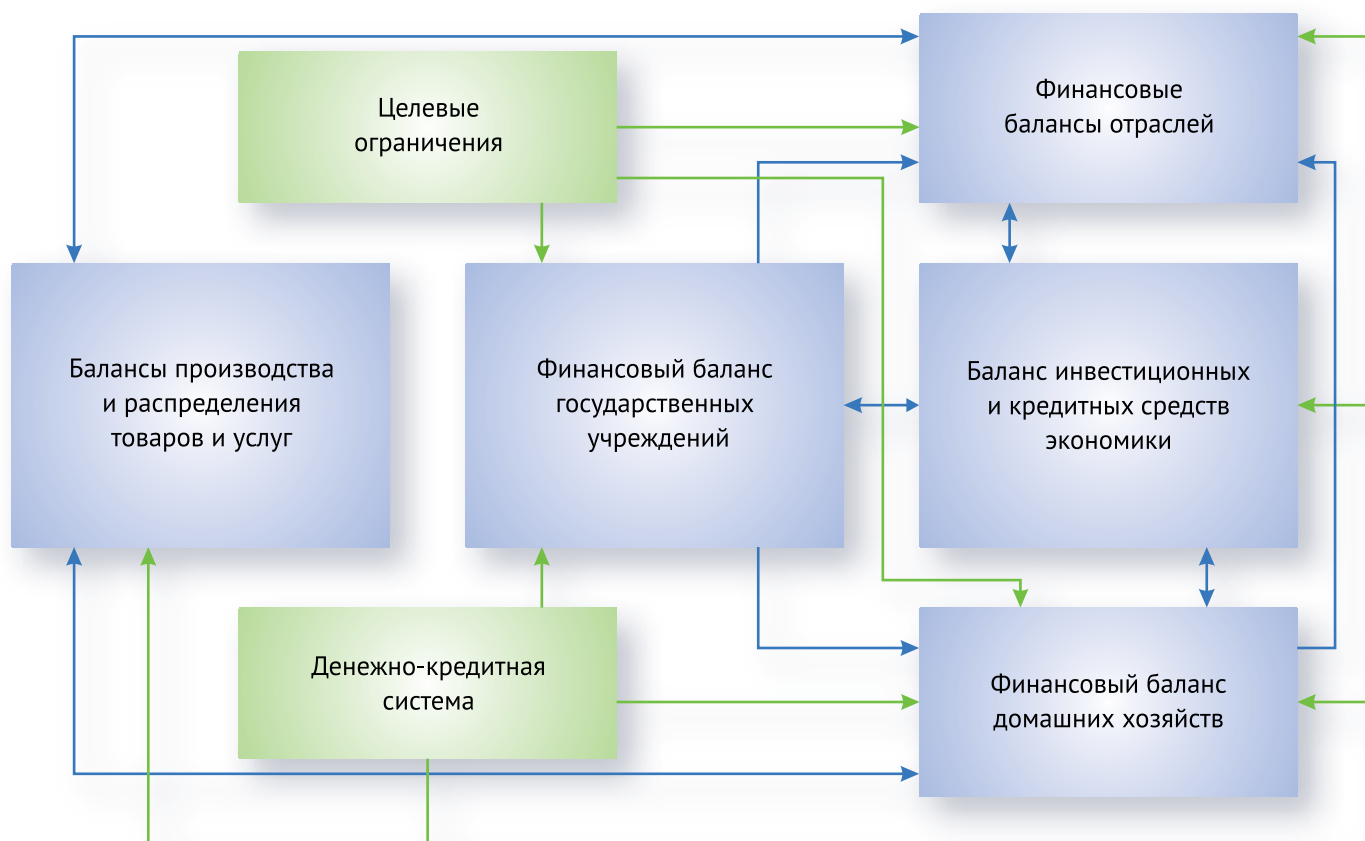 Целевые
ограничения
Финансовые
балансы отраслей
Балансы производства
и распределения
товаров и услуг
Финансовый баланс
государственных
учреждений
Баланс инвестиционных
и кредитных средств
экономики
Денежно-кредитная
система
Финансовый баланс
домашних хозяйств